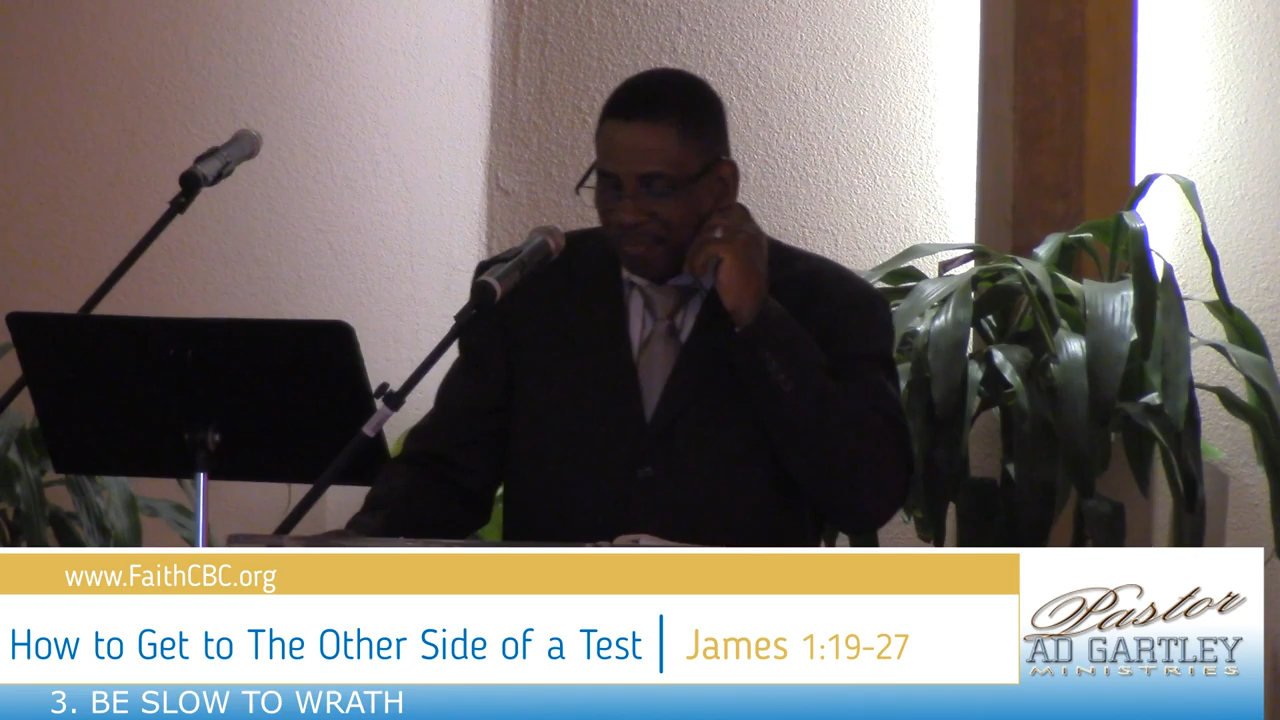 www.FaithCBC.org
How to Get to The Other Side of a Test | James 1:19-27
Pastor
AD GARTLEY
MINISTRIES
3. BE SLOW TO WRATH